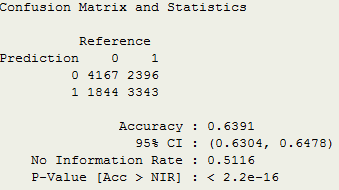 Confusion Matrix and Statistics
Reference
Prediction 0 1
0 4167 2396
1 1844 3343
Accuracy : 0.6391
95% CI : (0.6304, 0.6478)
No Information Rate : 0.5116
P-Value [Acc > NIR] : < 2.2e-16